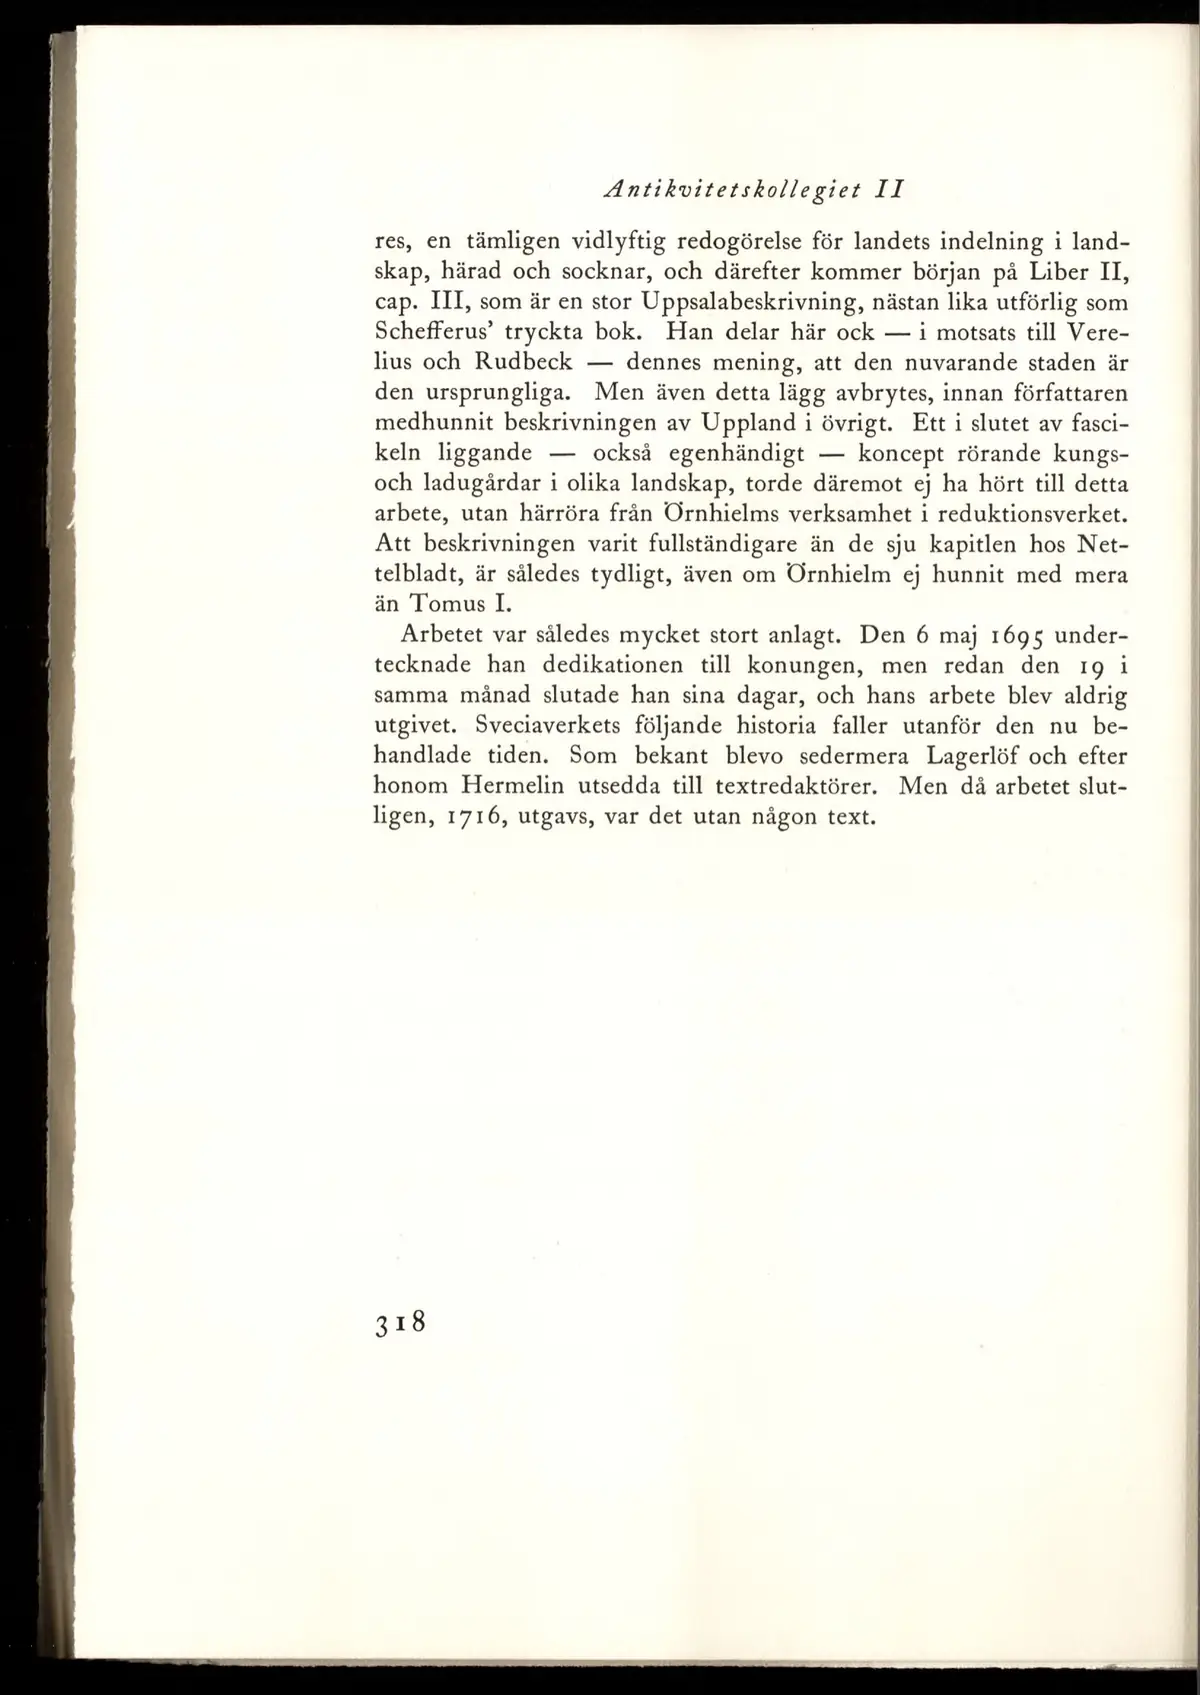 Antikvitetskollegiet II
res, en tämligen vidlyftig redogörelse för landets indelning i land-
skap, härad och socknar, och därefter kommer början på Liber II,
cap. III, som är en stor Uppsalabeskrivning, nästan lika utförlig som
Schefferus’ tryckta bok. Han delar här ock — i motsats till Vere-
lius och Rudbeck — dennes mening, att den nuvarande staden är
den ursprungliga. Men även detta lägg avbrytes, innan författaren
medhunnit beskrivningen av Uppland i övrigt. Ett i slutet av fasci-
keln liggande — också egenhändigt — koncept rörande kungs-
och ladugårdar i olika landskap, torde däremot ej ha hört till detta
arbete, utan härröra från Örnhielms verksamhet i reduktionsverket.
Att beskrivningen varit fullständigare än de sju kapitlen hos Net-
telbladt, är således tydligt, även om Örnhielm ej hunnit med mera
än Tomus I.
Arbetet var således mycket stort anlagt. Den 6 maj 1695 under-
tecknade han dedikationen till konungen, men redan den 19 i
samma månad slutade han sina dagar, och hans arbete blev aldrig
utgivet. Sveciaverkets följande historia faller utanför den nu be-
handlade tiden. Som bekant blevo sedermera Lagerlöf och efter
honom Hermelin utsedda till textredaktörer. Men då arbetet slut-
ligen, 1716, utgavs, var det utan någon text.
318